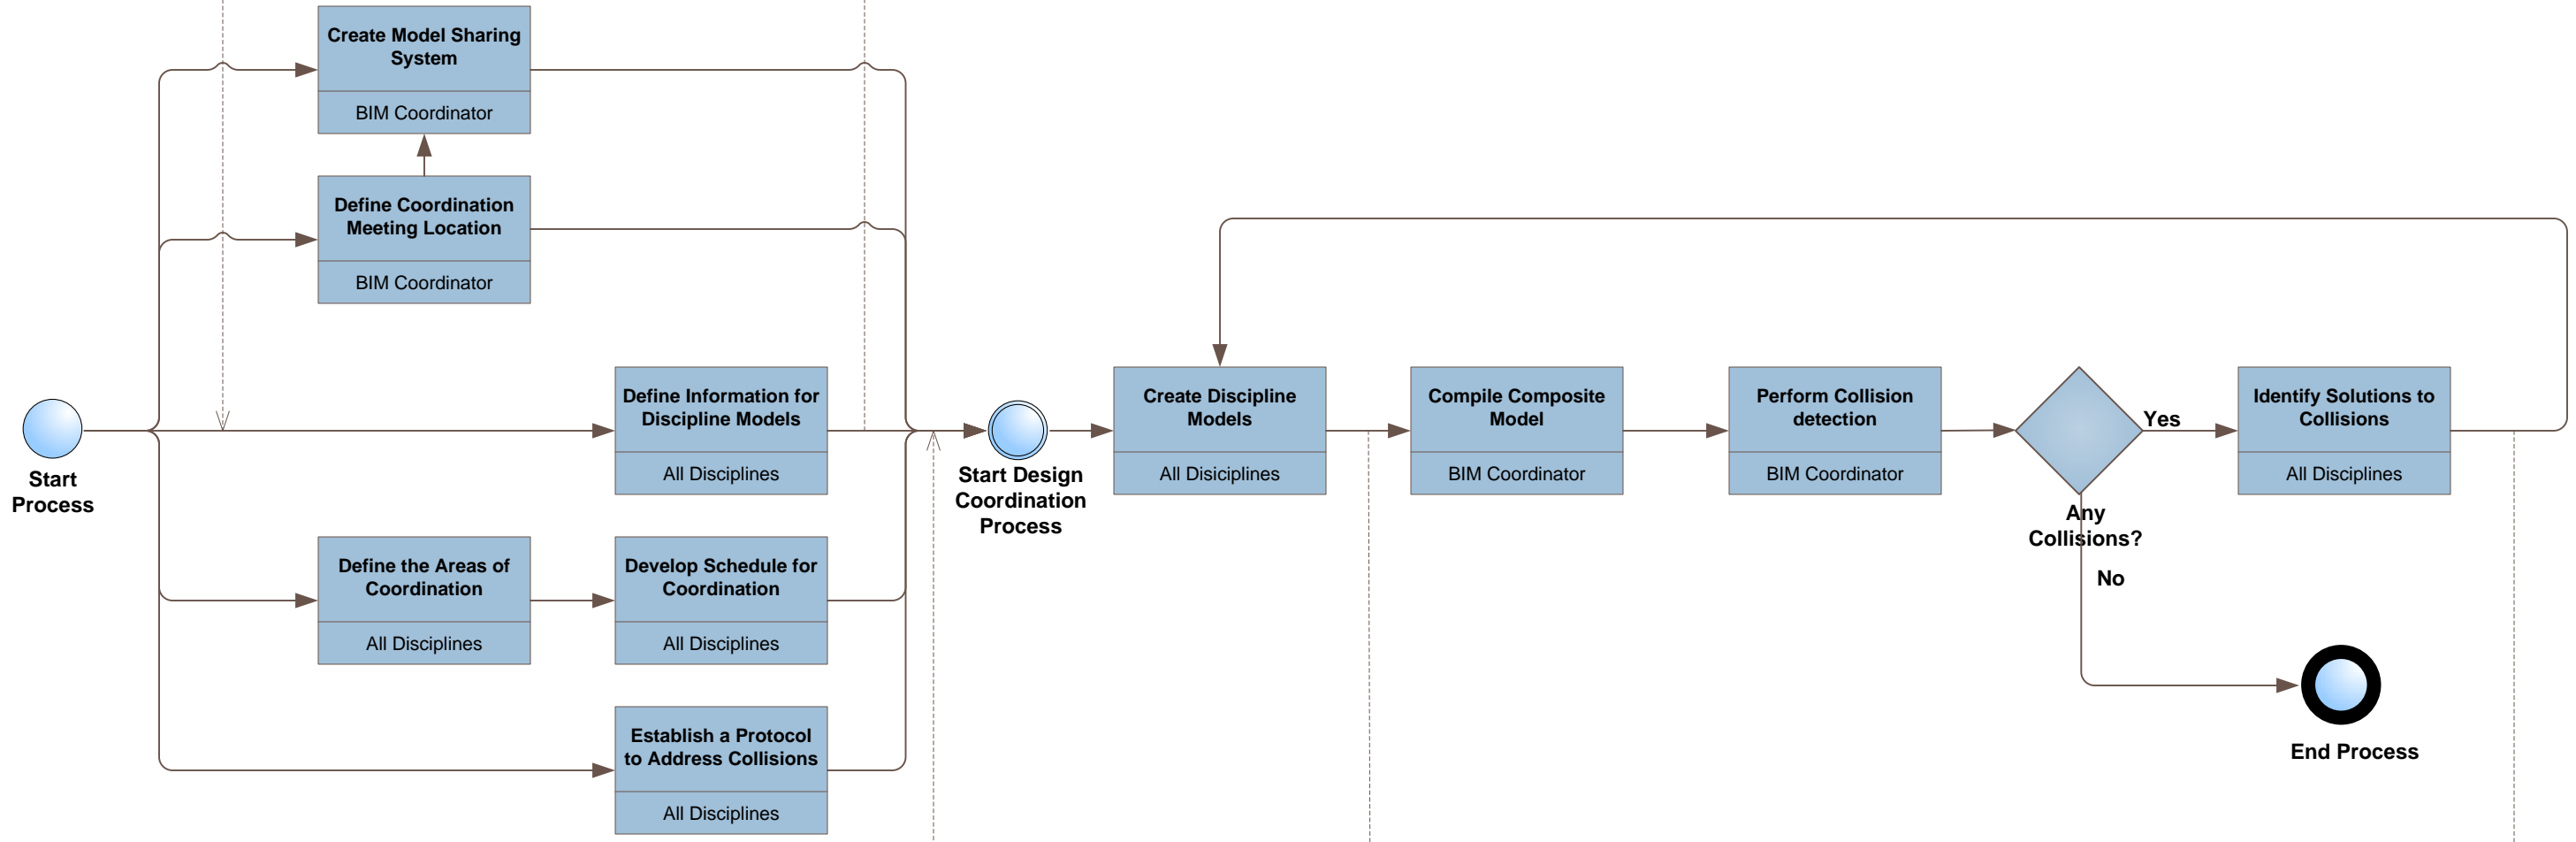 Create Model Sharing
System
BIM Coordinator
Define Coordination
Meeting Location
BIM Coordinator
Start
Process
Define Information for
Discipline Models
All Disciplines
Define the Areas of
Coordination
All Disciplines
Develop Schedule for
Coordination
All Disciplines
Establish a Protocol
to Address Collisions
All Disciplines
Start Design
Coordination
Process
Create Discipline
Models
All Disiciplines
Compile Composite
Model
BIM Coordinator
Perform Collision
detection
BIM Coordinator
Any
Collisions?
Yes
No
Identify Solutions to
Collisions
All Disciplines
End Process